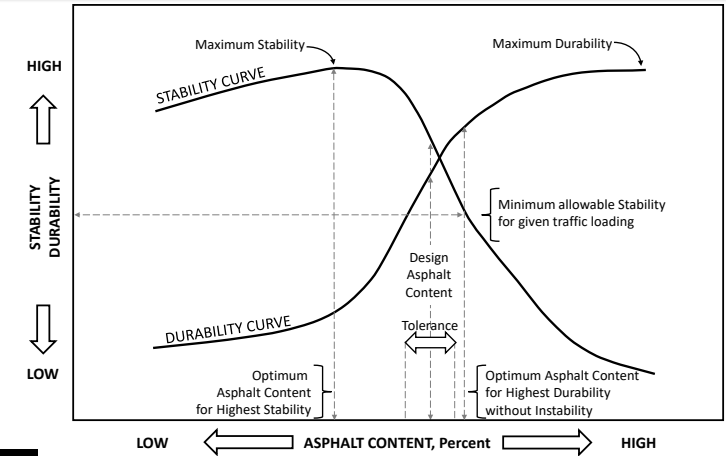 Maximum Stability
Maximum Durability
HIGH
STABILITY CURVE
STABILITY
DURABILITY
Minimum allowable Stability
for given traffic loading
Design
Asphalt
Content
DURABILITY CURVE
Tolerance
LOW
Optimum
Asphalt Content
for Highest Stability
Optimum Asphalt Content
for Highest Durability
without Instability
LOW
ASPHALT CONTENT, Percent
HIGH